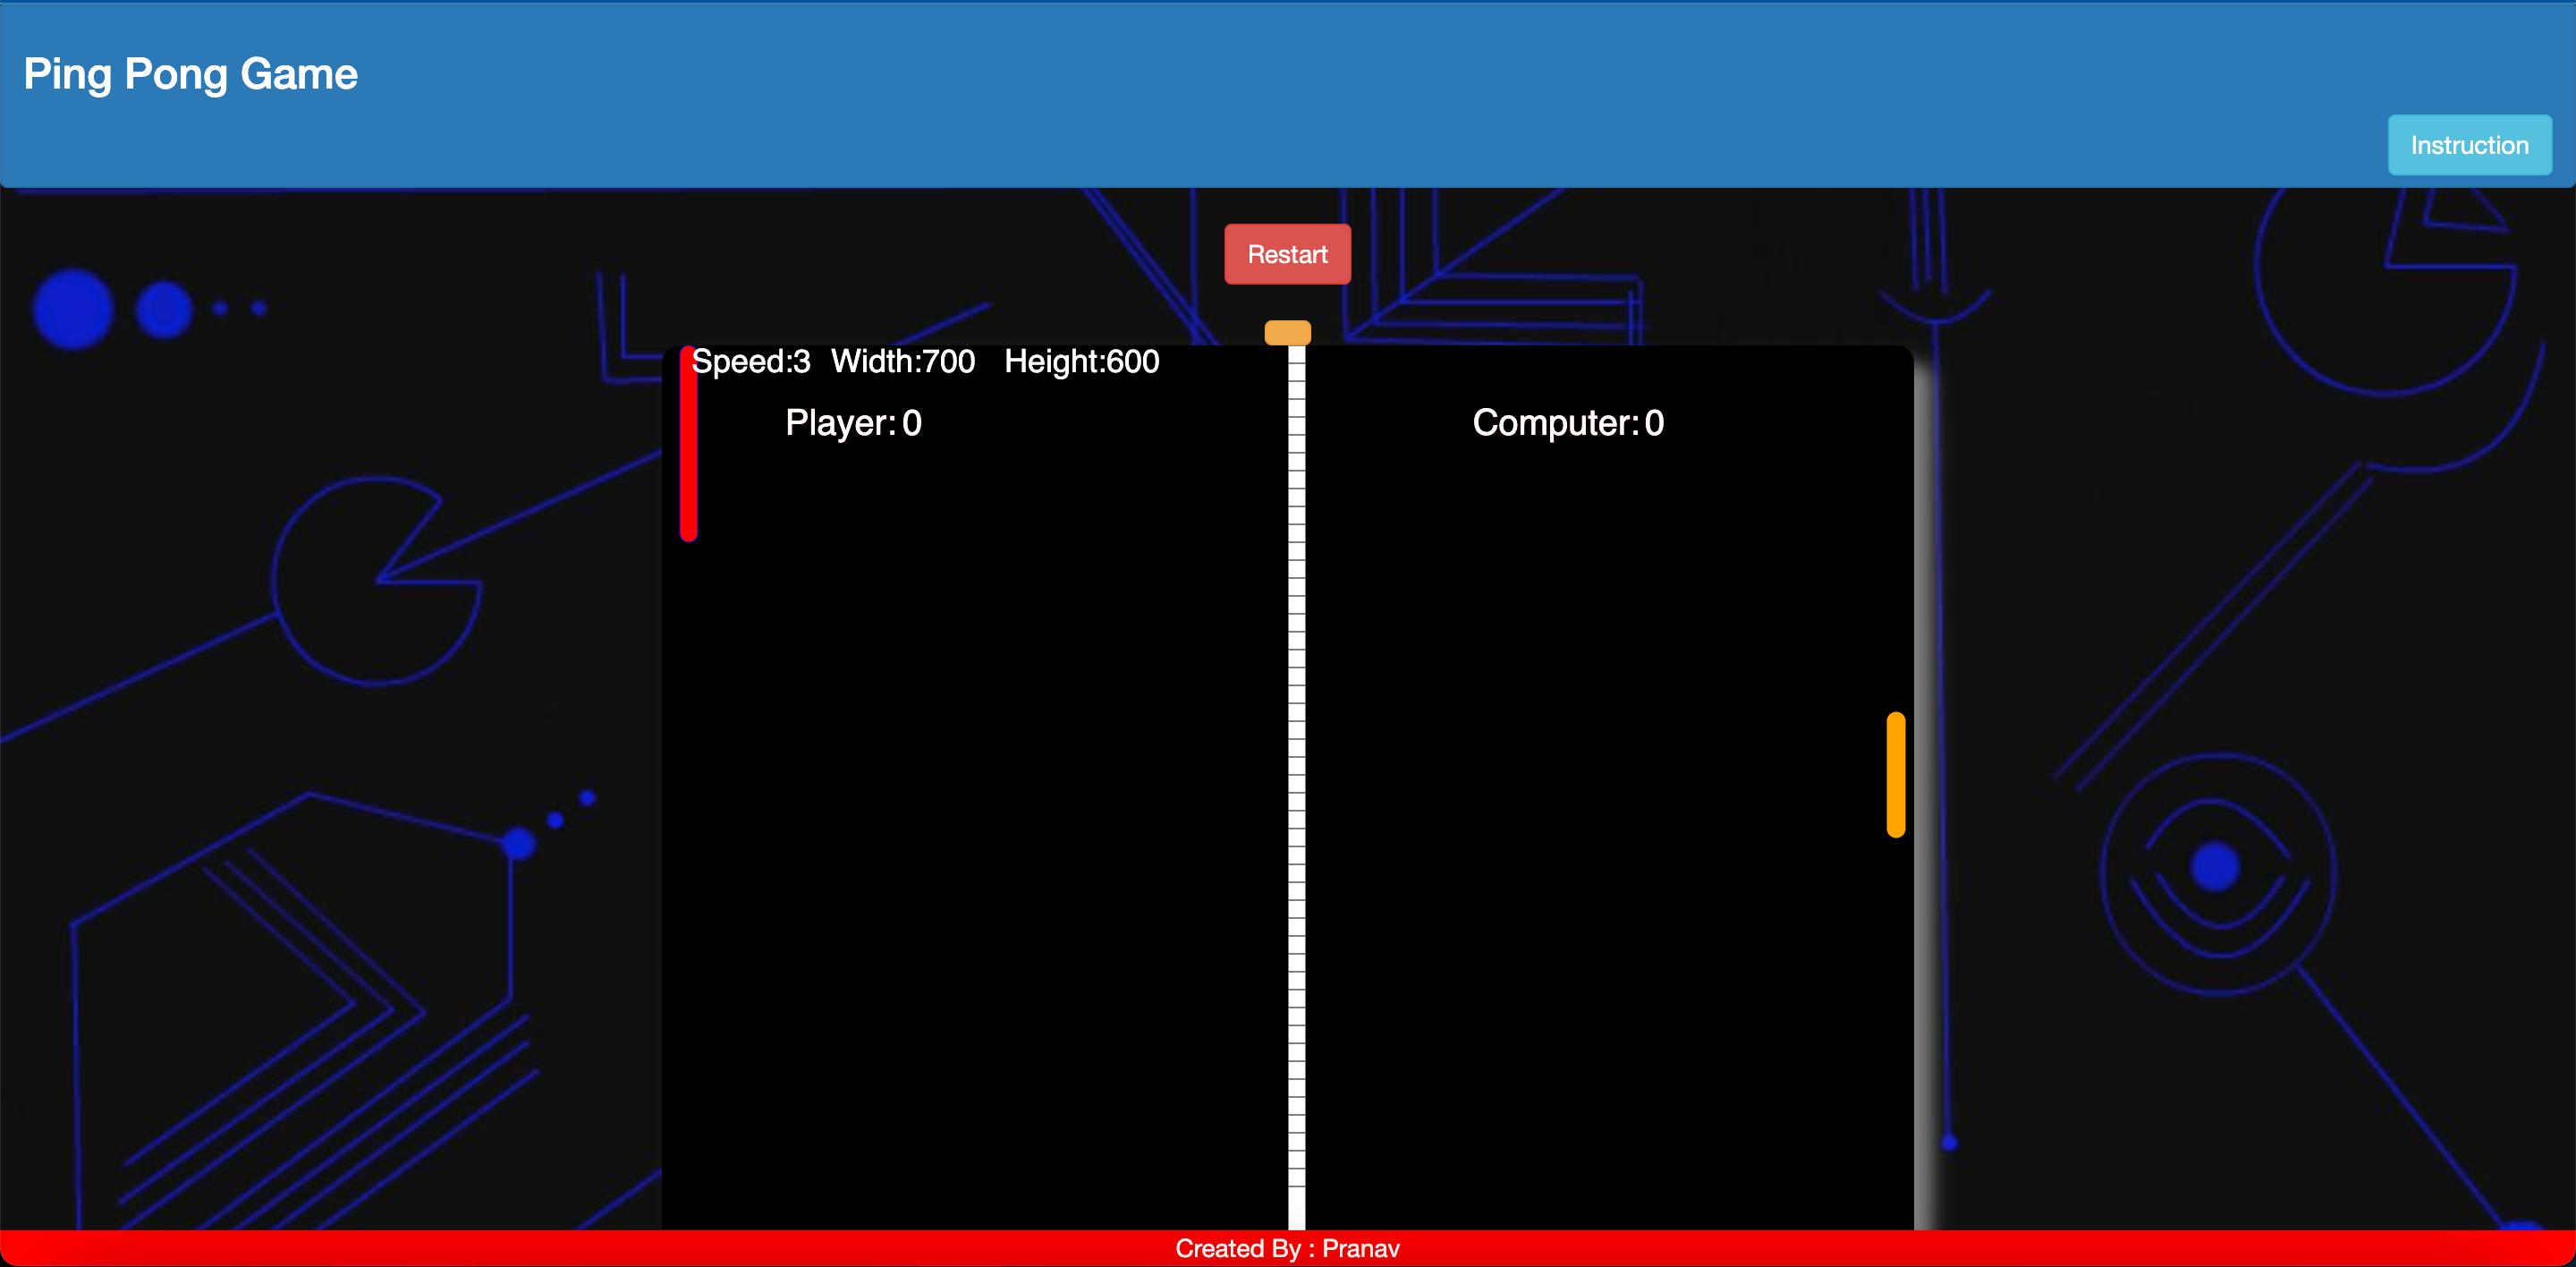 Ping Pong Game
Instruction
Restart
Speed:3 Width:700 Height:600
Player: 0 Computer: 0
Created By : Pranav